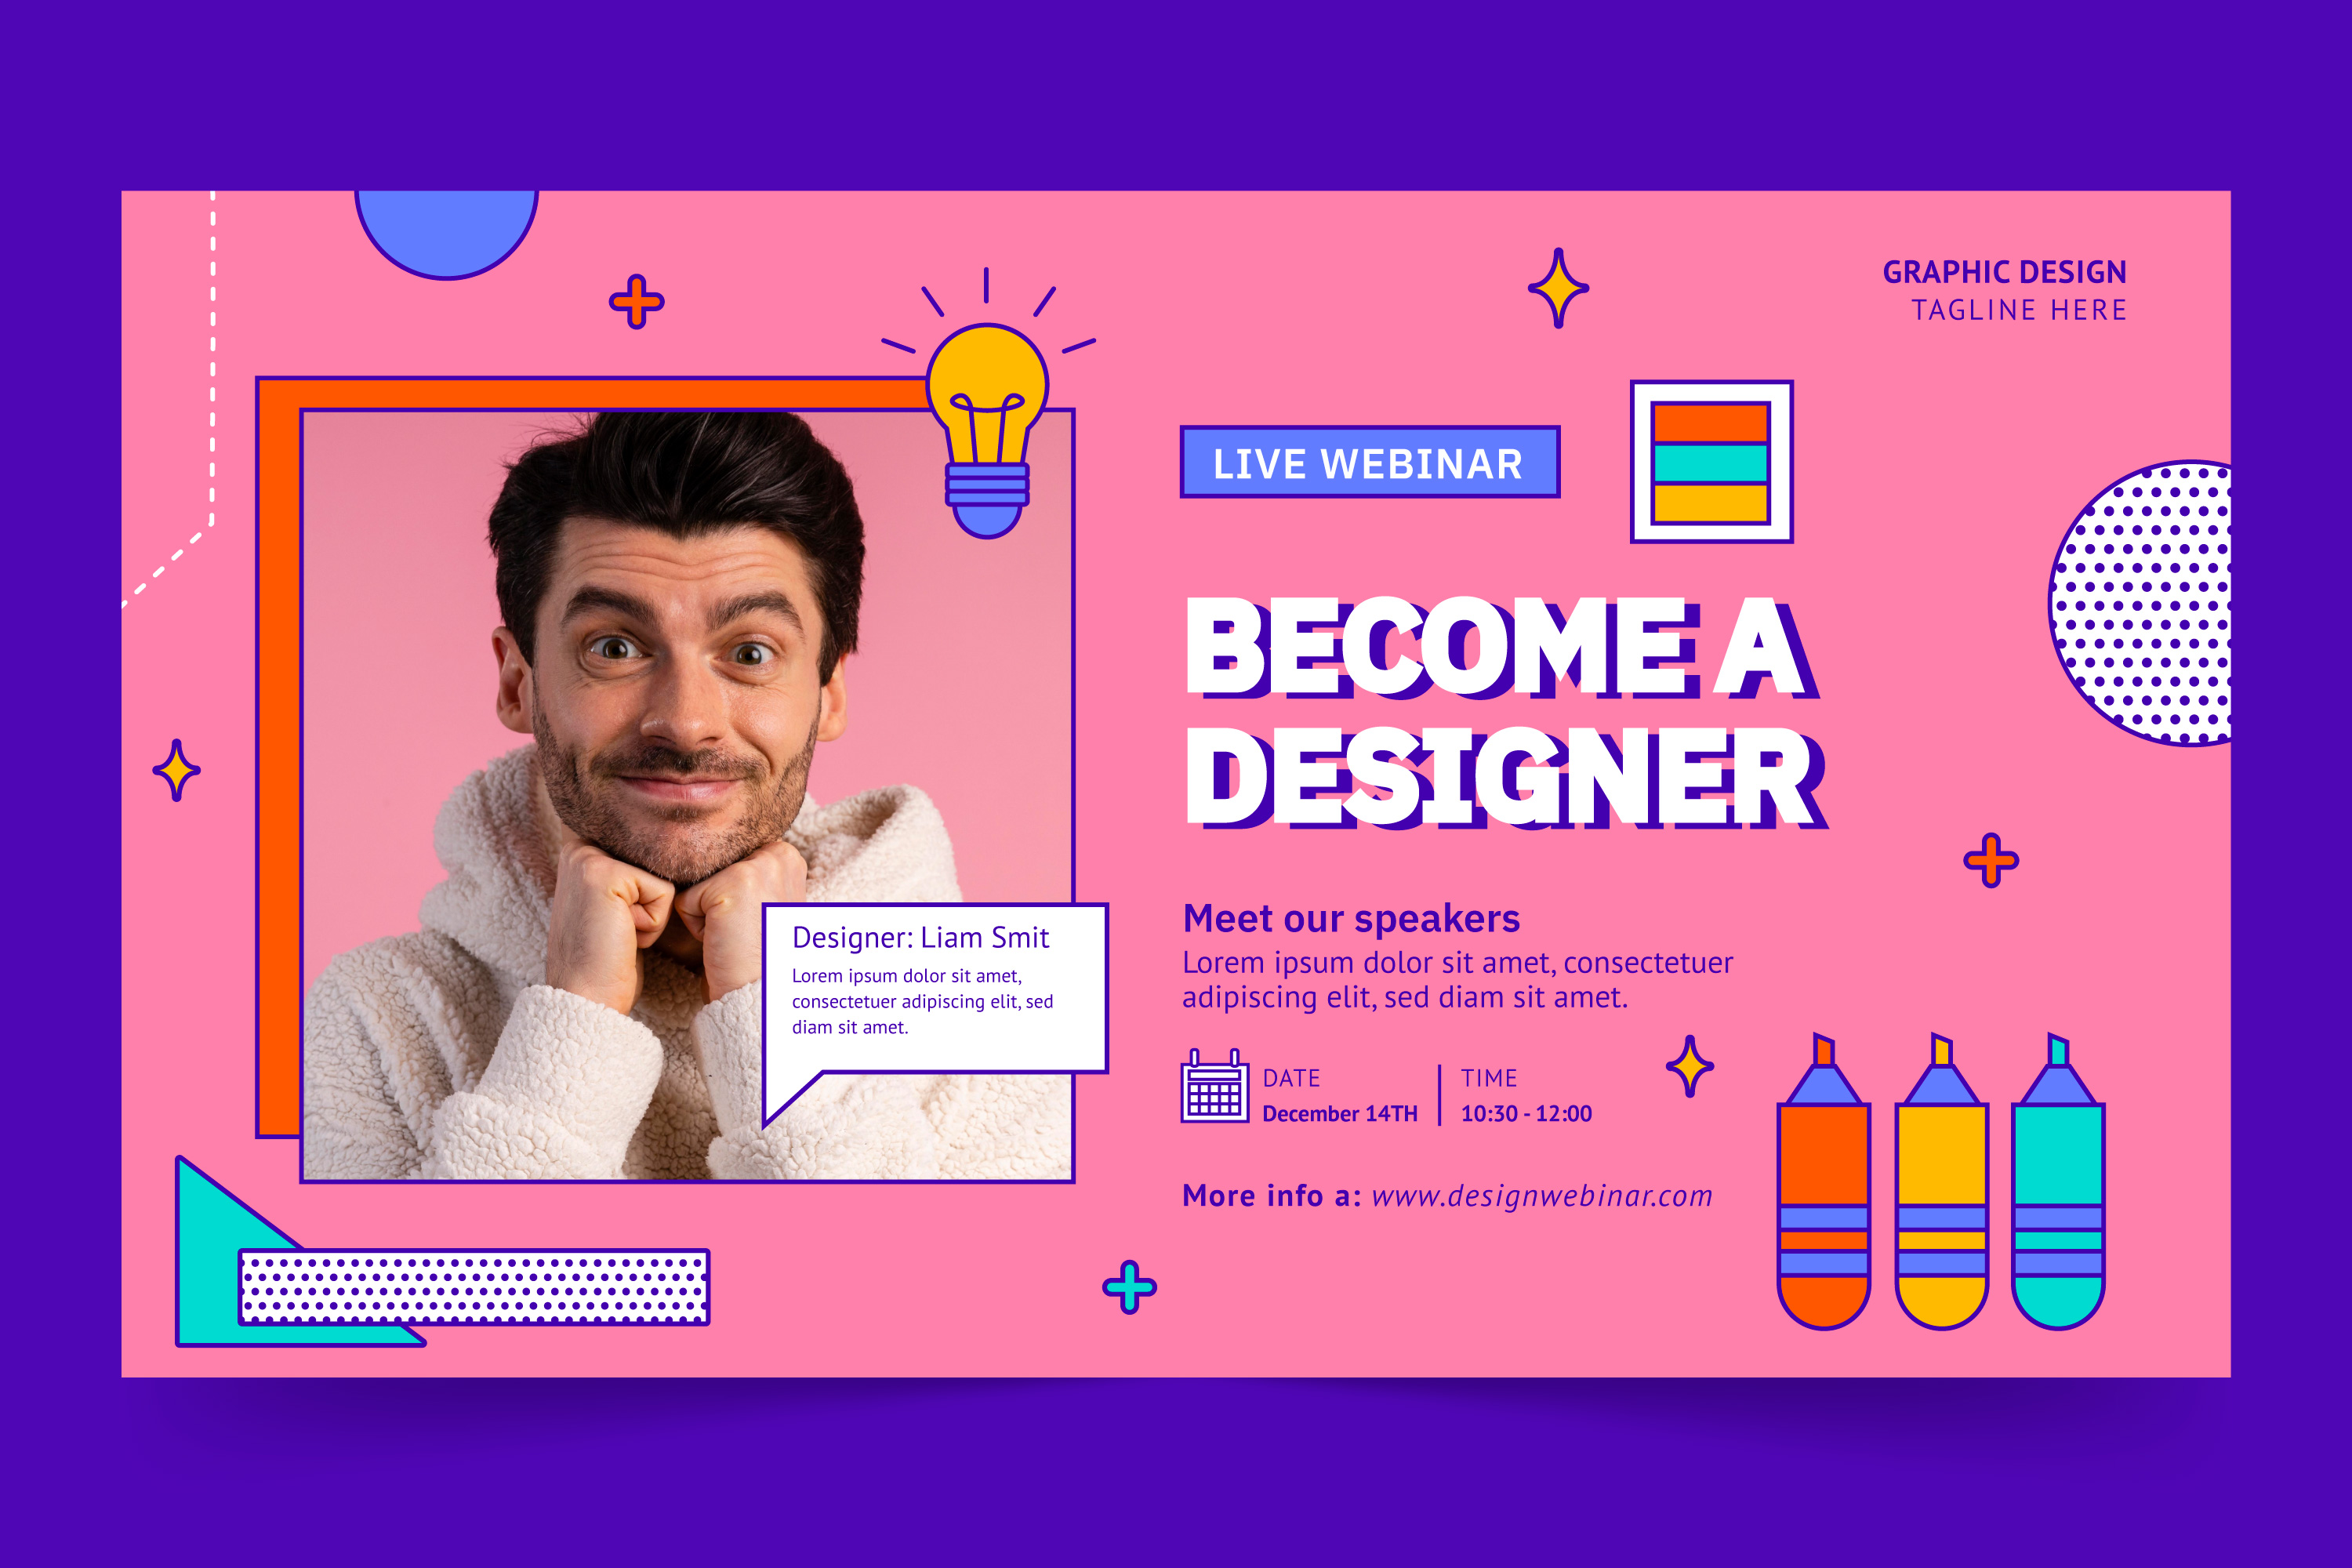 GRAPHIC DESIGN
TAGLINE HERE
LIVE WEBINAR
BECOME A
DESIGNER
Designer: Liam Smit
Lorem ipsum dolor sit amet,
consectetuer adipiscing elit, sed
diam sit amet.
Meet our speakers
Lorem ipsum dolor sit amet, consectetuer
adipiscing elit, sed diam sit amet.
DATE
December 14TH
TIME
10:30 - 12:00
More info a: www.designwebinar.com